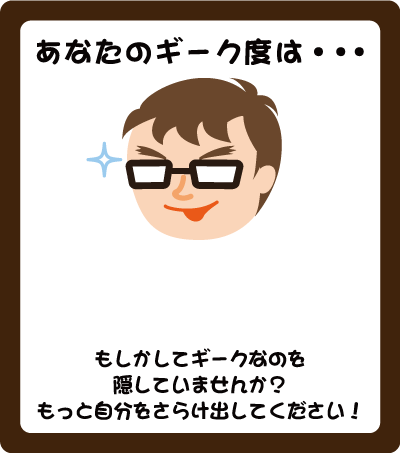 あなたのギーク度は・・・
もしかしてギークなのを
隠していませんか？
もっと自分をさらけ出してください！